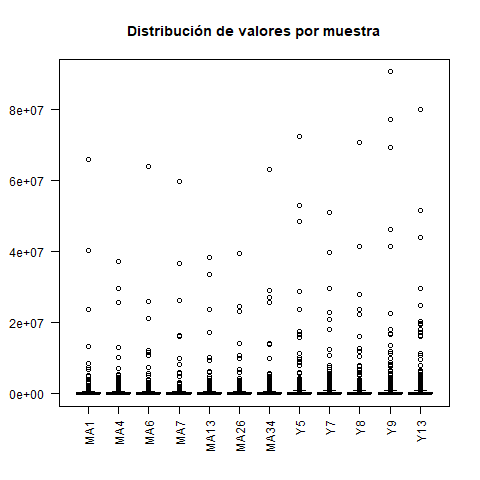 Distribución de valores por muestra
8e+07
6e+07
4e+07
2e+07
0e+00
MA1
MA4
MA6
MA7
MA13
MA26
MA34
Y5
Y7
Y8
Y9
Y13